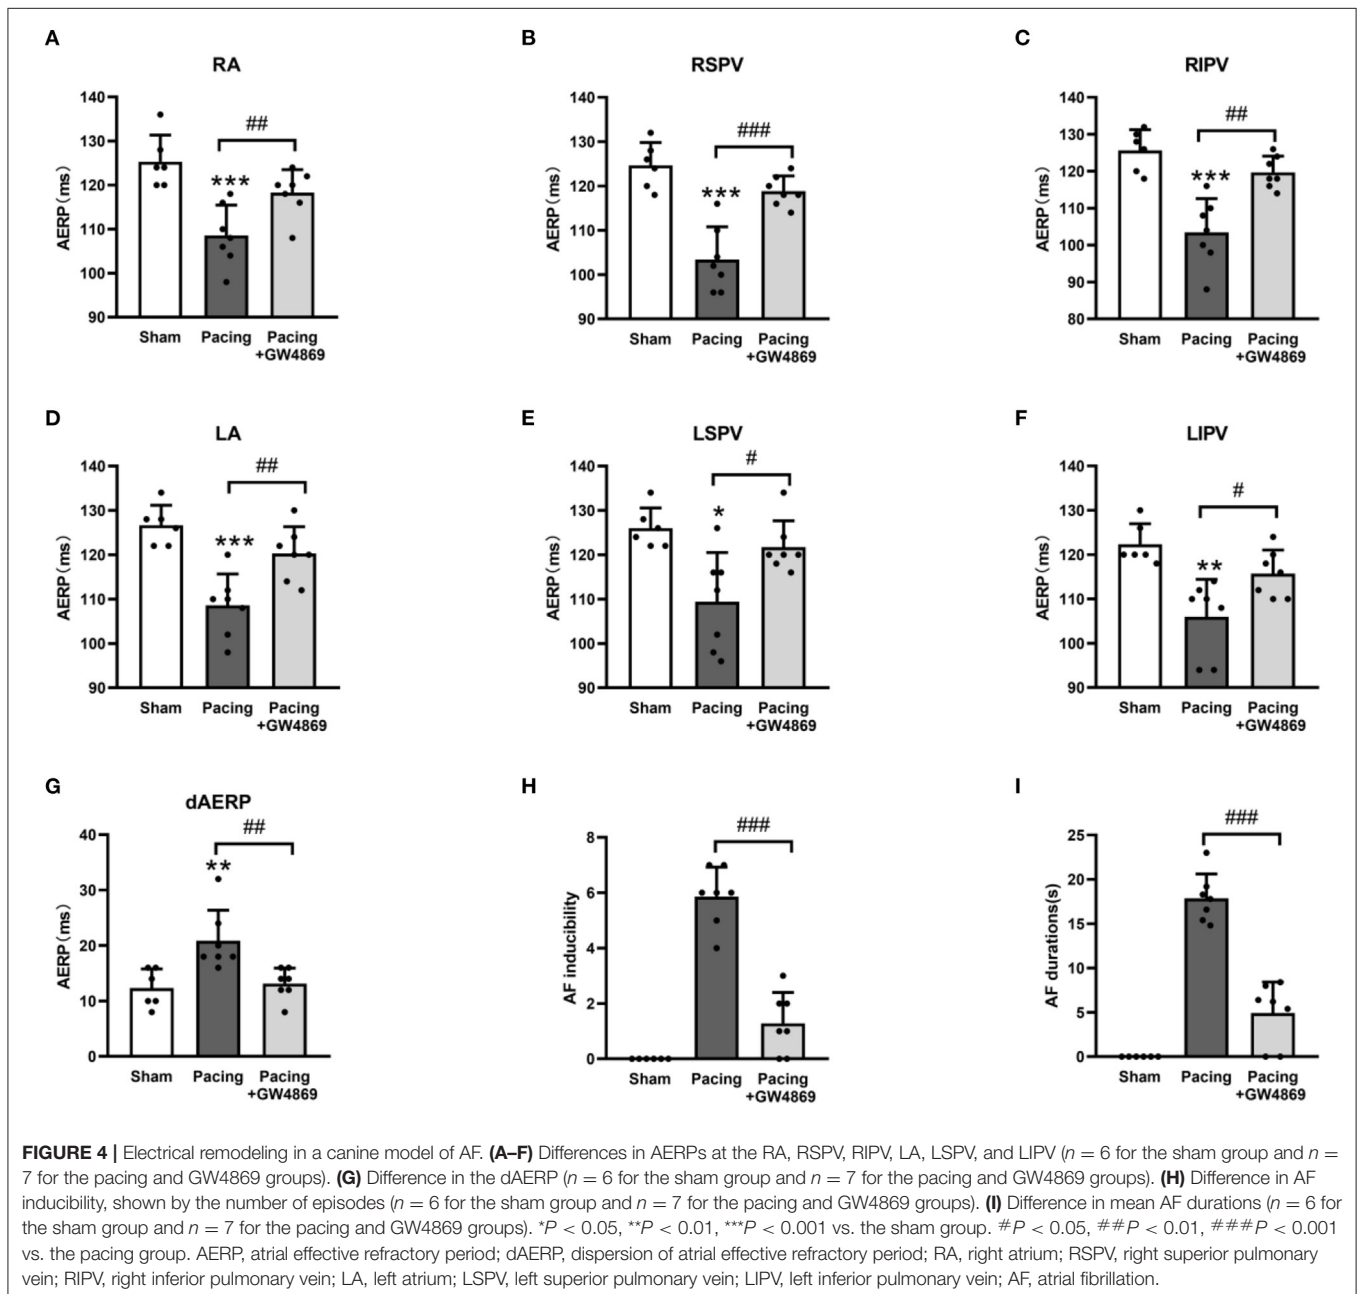 A
RA
AERP (ms)
140
130
120
110
100
90
##
***
Sham
Pacing
Pacing
+GW4869
B
RSPV
AERP (ms)
140
130
120
110
100
90
###
***
Sham
Pacing
Pacing
+GW4869
C
RIPV
AERP (ms)
140
130
120
110
100
90
80
##
***
Sham
Pacing
Pacing
+GW4869
D
LA
AERP (ms)
140
130
120
110
100
90
##
***
Sham
Pacing
Pacing
+GW4869
E
LSPV
AERP (ms)
140
130
120
110
100
90
#
*
Sham
Pacing
Pacing
+GW4869
F
LIPV
AERP (ms)
140
130
120
110
100
90
#
**
Sham
Pacing
Pacing
+GW4869
G
dAERP
AERP (ms)
40
30
20
10
0
##
**
Sham
Pacing
Pacing
+GW4869
H
AF inducibility
8
6
4
2
0
###
Sham
Pacing
Pacing
+GW4869
I
AF durations(s)
25
20
15
10
5
0
###
Sham
Pacing
Pacing
+GW4869
FIGURE 4 | Electrical remodeling in a canine model of AF. (A–F) Differences in AERPs at the RA, RSPV, RIPV, LA, LSPV, and LIPV (n = 6 for the sham group and n =
7 for the pacing and GW4869 groups). (G) Difference in the dAERP (n = 6 for the sham group and n = 7 for the pacing and GW4869 groups). (H) Difference in AF
inducibility, shown by the number of episodes (n = 6 for the sham group and n = 7 for the pacing and GW4869 groups). (I) Difference in mean AF durations (n = 6 for
the sham group and n = 7 for the pacing and GW4869 groups). *P < 0.05, **P < 0.01, ***P < 0.001 vs. the sham group. #P < 0.05, ##P < 0.01, ###P < 0.001
vs. the pacing group. AERP, atrial effective refractory period; dAERP, dispersion of atrial effective refractory period; RA, right atrium; RSPV, right superior pulmonary
vein; RIPV, right inferior pulmonary vein; LA, left atrium; LSPV, left superior pulmonary vein; LIPV, left inferior pulmonary vein; AF, atrial fibrillation.